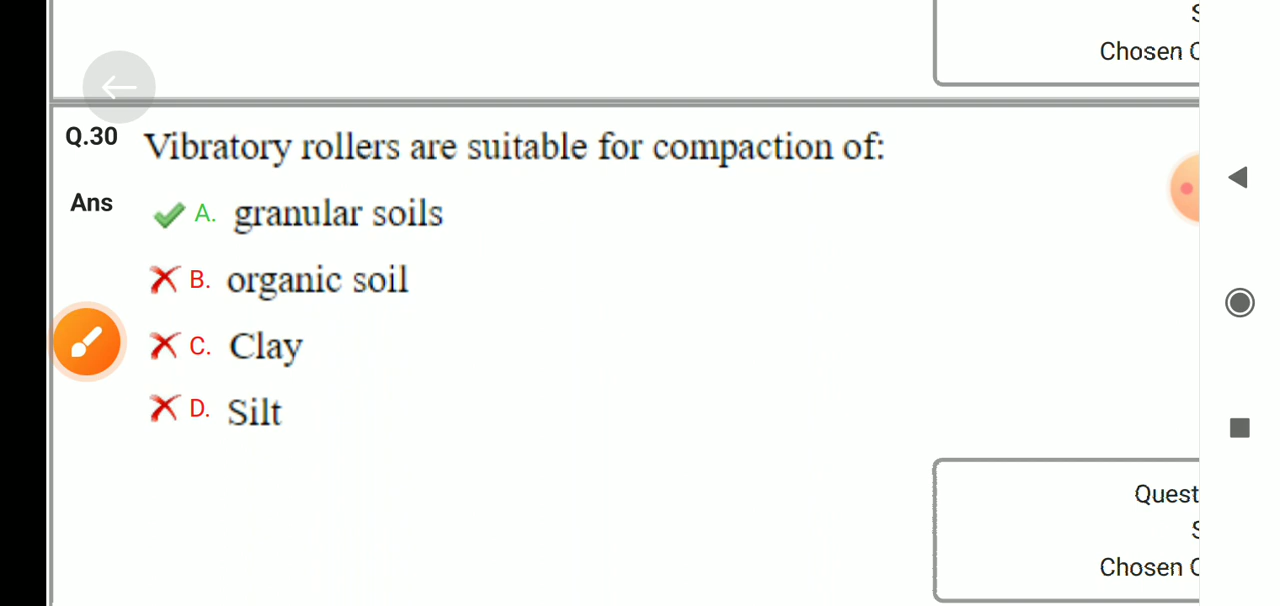 Chosen
Q.30 Vibratory rollers are suitable for compaction of:
Ans A. granular soils
B. organic soil
C. Clay
D. Silt
Quest
Chosen